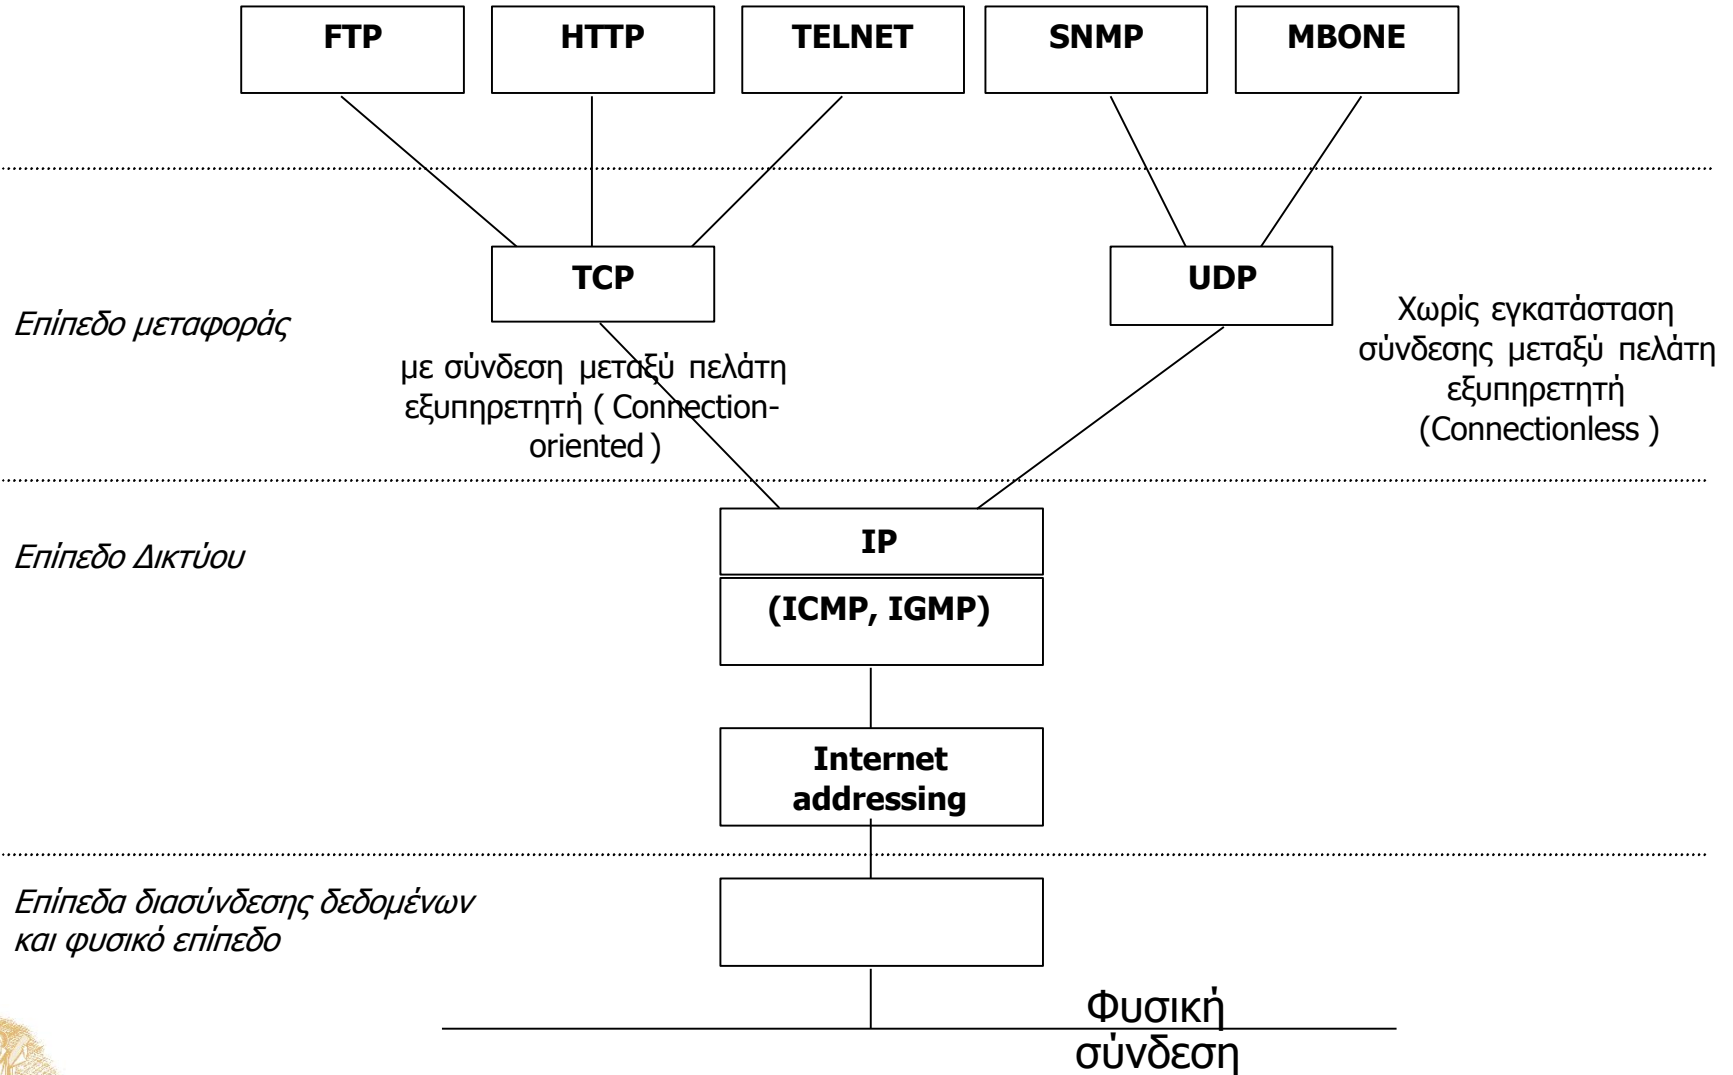 FTP
HTTP
TELNET
SNMP
MBONE
TCP
UDP
Επίπεδο μεταφοράς
με σύνδεση μεταξύ πελάτη
εξυπηρετητή ( Connection-
oriented )
Χωρίς εγκατάσταση
σύνδεσης μεταξύ πελάτη
εξυπηρετητή
(Connectionless )
Επίπεδο Δικτύου
IP
(ICMP, IGMP)
Internet
addressing
Επίπεδα διασύνδεσης δεδομένων
και φυσικό επίπεδο
Φυσική
σύνδεση